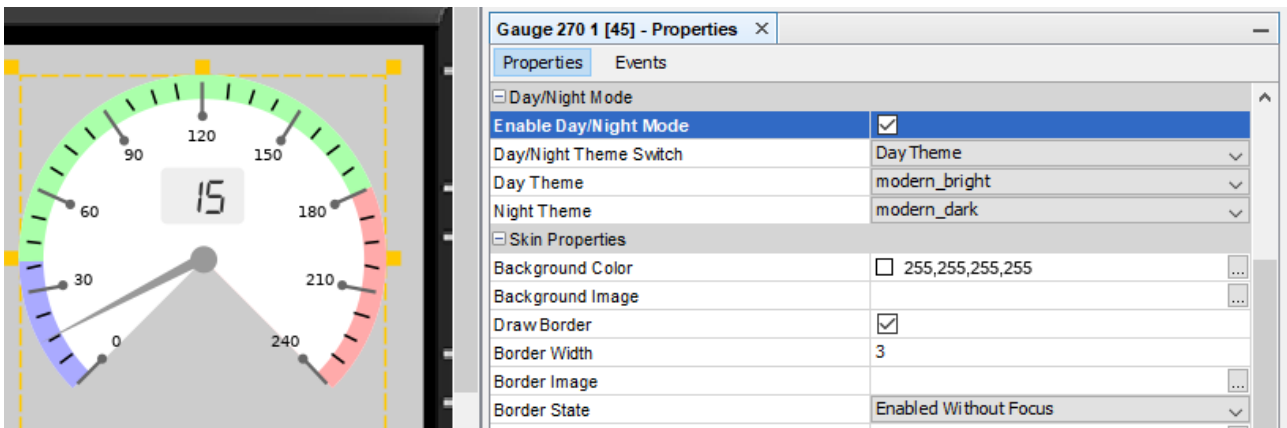 120
90
150
15
60
180
30
210
0
240
Gauge 270 1 [45] - Properties
Properties Events
Day/Night Mode
Enable Day/Night Mode
Day/Night Theme Switch Day Theme
Day Theme modern_bright
Night Theme modern_dark
Skin Properties
Background Color 255,255,255,255 ...
Background Image ...
Draw Border
Border Width 3
Border Image ...
Border State Enabled Without Focus